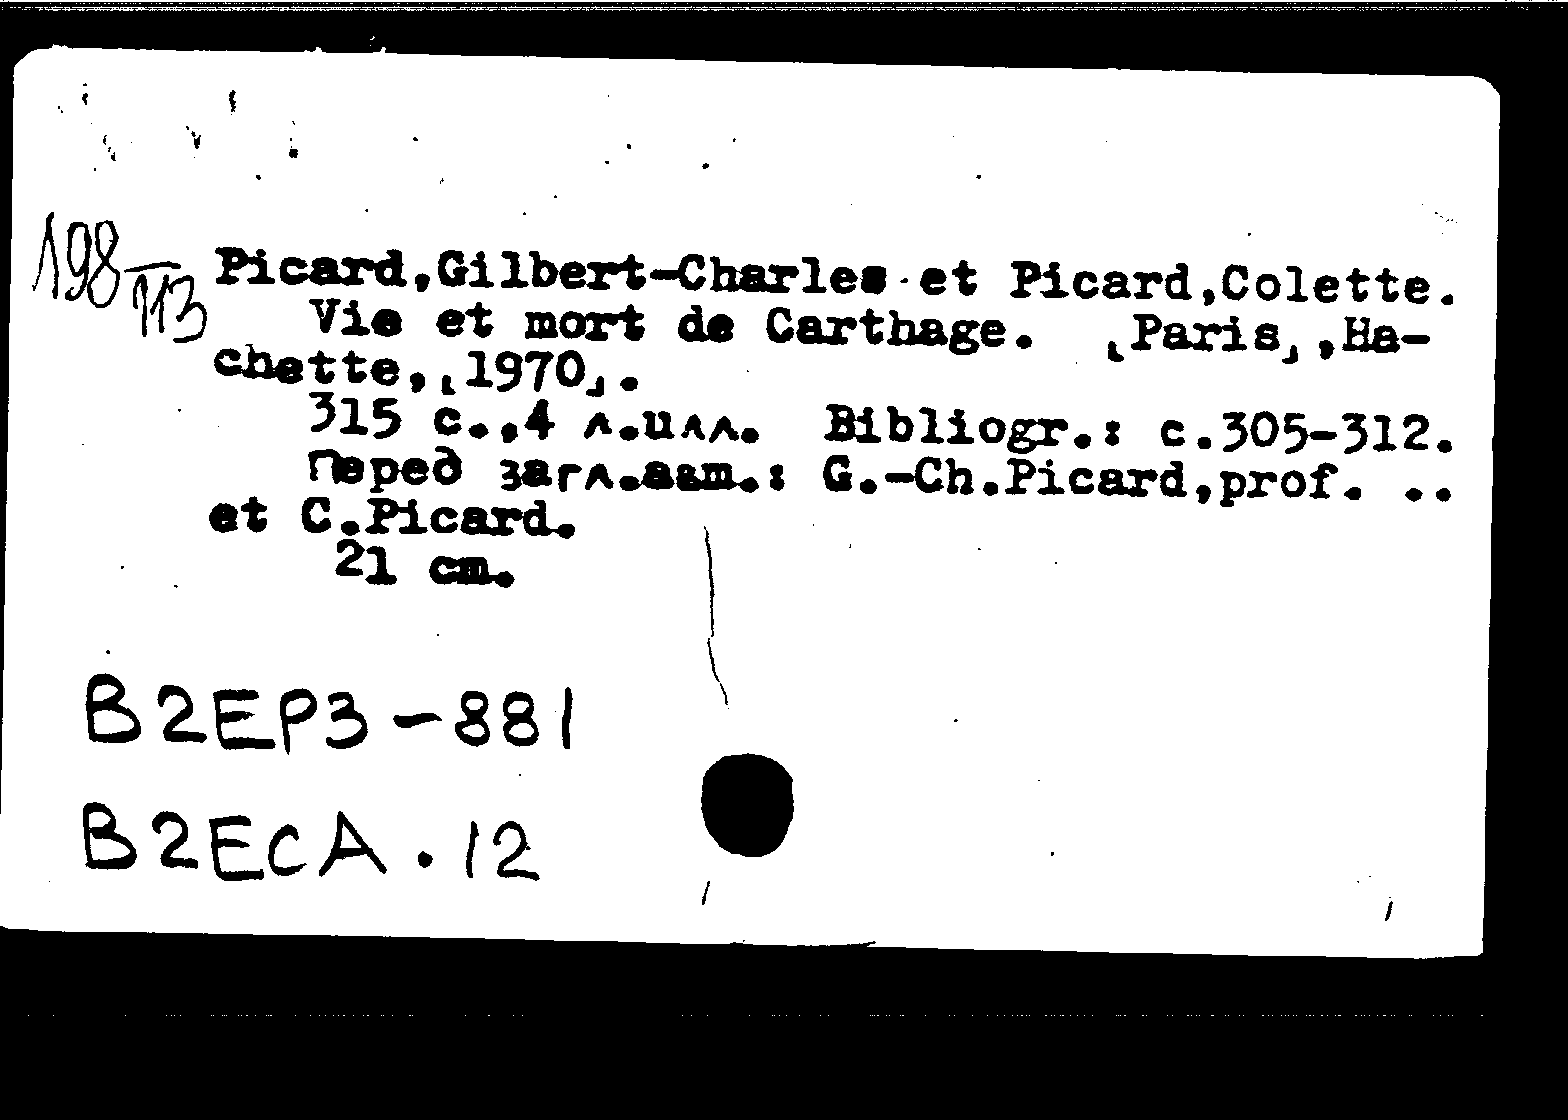 198
113
Picard,Gilbert-Charles et Picard,Colette.
Vie et mort de Carthage. [Paris],Ha-
chette,[1970].
315 с.,4 л.илл. Bibliogr.: с.305-312.
Перед загл.авт.: G.-Ch.Picard,prof. ..
et C.Picard.
21 cm.
B2EP3-881
B2ECA.12